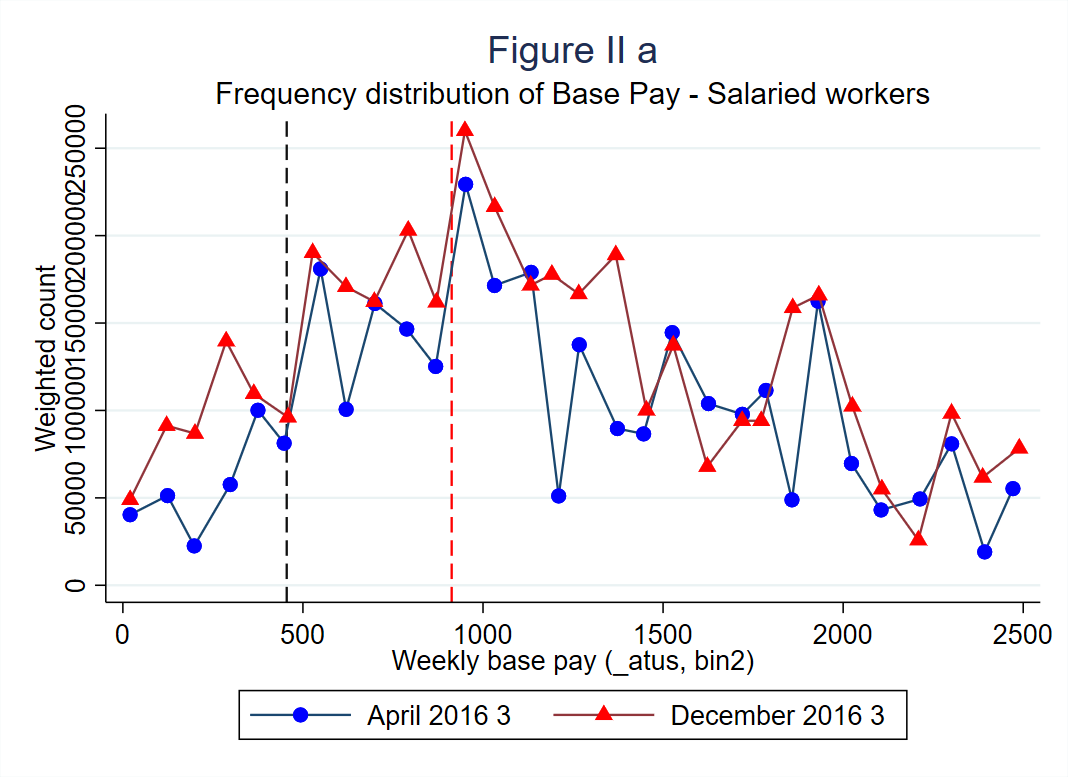 Figure II a
Frequency distribution of Base Pay - Salaried workers
Weighted count
250000
200000
150000
100000
50000
0
0 500 1000 1500 2000 2500
Weekly base pay (_atus, bin2)
April 2016 3 December 2016 3